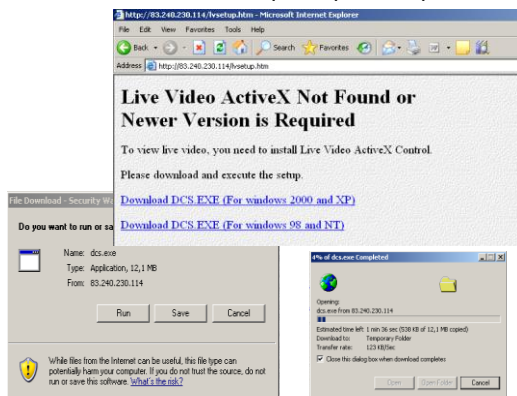 http://83.240.230.114/lvsetup.htm - Microsoft Internet Explorer
File Edit View Favorites Tools Help
Back Search Favorites
Address http://83.240.230.114/lvsetup.htm
Live Video ActiveX Not Found or
Newer Version is Required
To view live video, you need to install Live Video ActiveX Control.
Please download and execute the setup.
Download DCS.EXE (For windows 2000 and XP)
Download DCS.EXE (For windows 98 and NT)
File Download - Security
Do you want to run or
Name: dcs.exe
Type: Application, 12,1 MB
From: 83.240.230.114
Run Save Cancel
While files from the Internet can be useful, this file type can
potentially harm your computer. If you do not trust the source, do not
run or save this software. What's the risk?
4% of dcs.exe Completed
Opening:
dcs.exe from 83.240.230.114
Estimated time left: 1 min 36 sec (538 KB of 12,1 MB copied)
Download to: Temporary Folder
Transfer rate: 123 KB/Sec
Close this dialog box when download completes
Open Open Folder Cancel